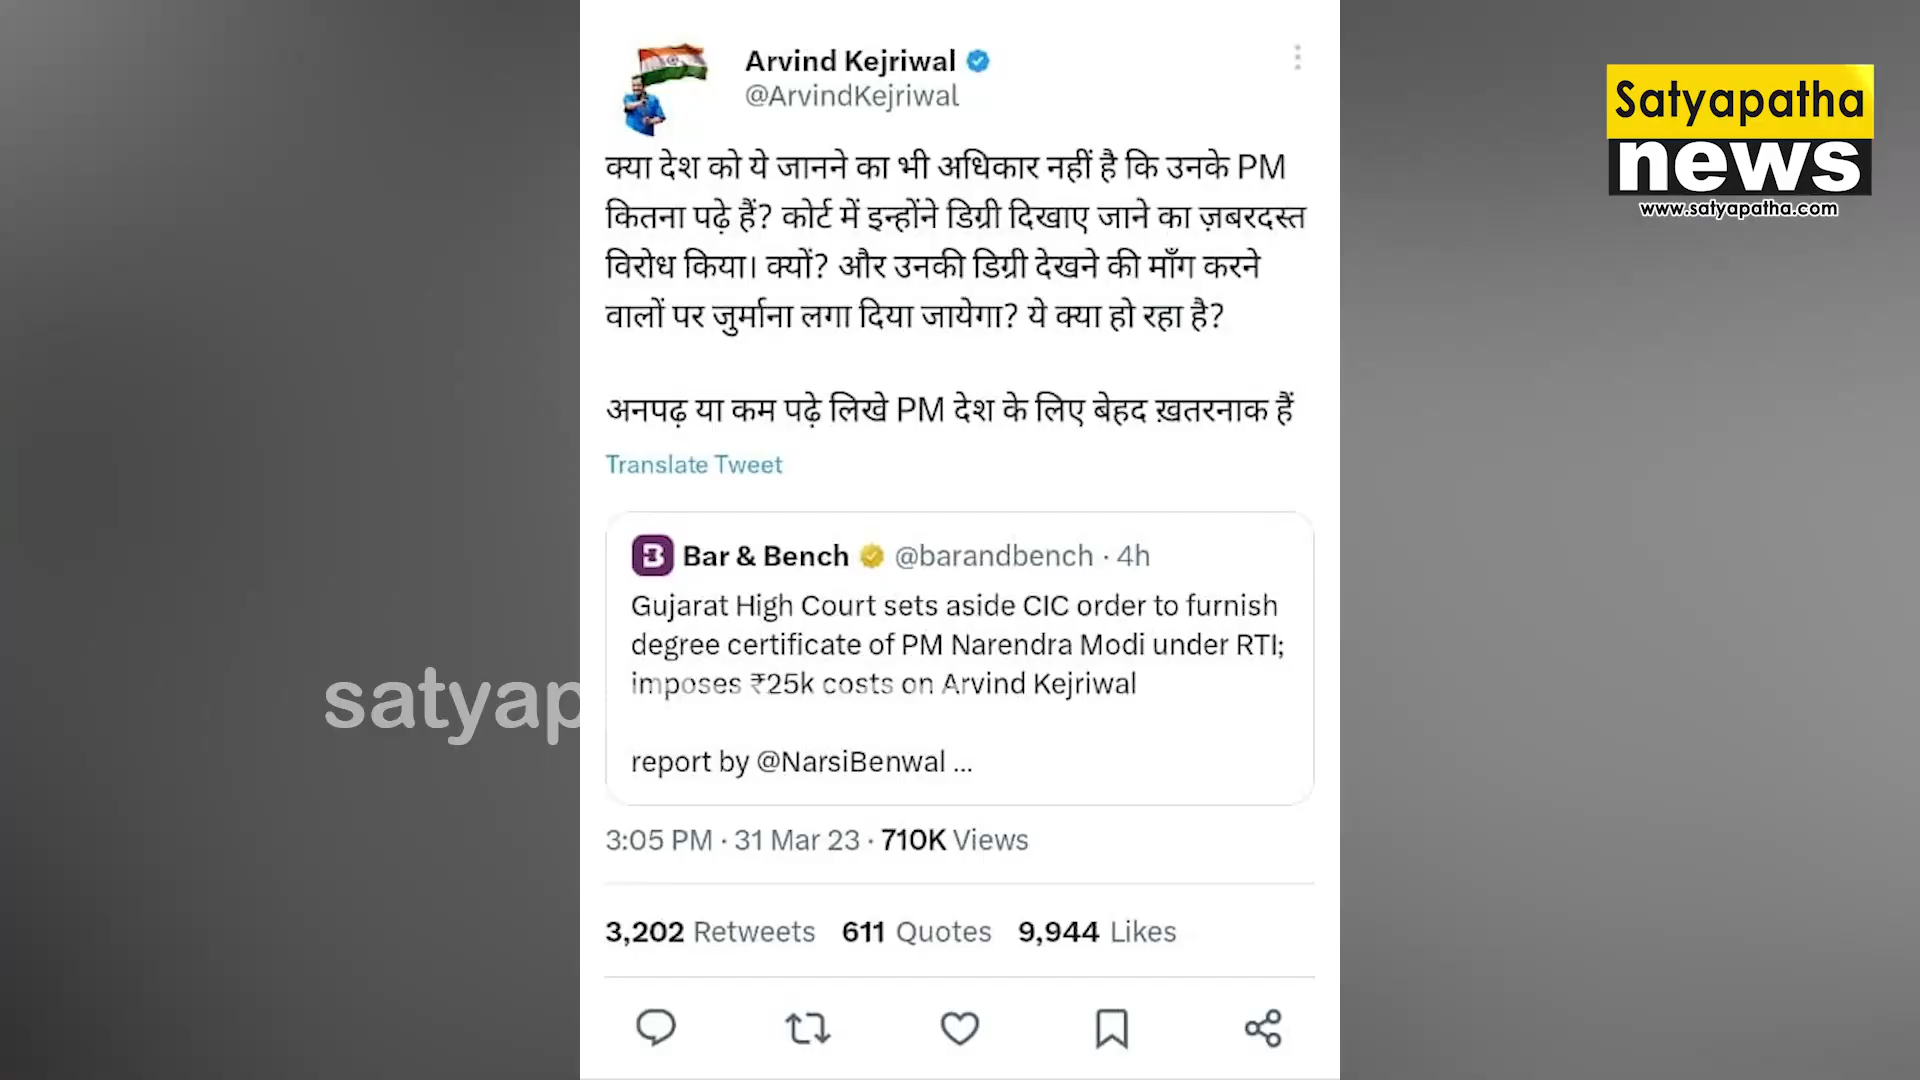 Arvind Kejriwal
@ArvindKejriwal
क्या देश को ये जानने का भी अधिकार नहीं है कि उनके PM
कितना पढ़े हैं? कोर्ट में इन्होंने डिग्री दिखाए जाने का ज़बरदस्त
विरोध किया। क्यों? और उनकी डिग्री देखने की माँग करने
वालों पर जुर्माना लगा दिया जायेगा? ये क्या हो रहा है?
अनपढ़ या कम पढ़े लिखे PM देश के लिए बेहद ख़तरनाक हैं
Translate Tweet
Bar & Bench @barandbench · 4h
Gujarat High Court sets aside CIC order to furnish
degree certificate of PM Narendra Modi under RTI;
imposes ₹25k costs on Arvind Kejriwal
report by @NarsiBenwal ...
3:05 PM · 31 Mar 23 · 710K Views
3,202 Retweets 611 Quotes 9,944 Likes
Satyapatha
news
www.satyapatha.com
satyap